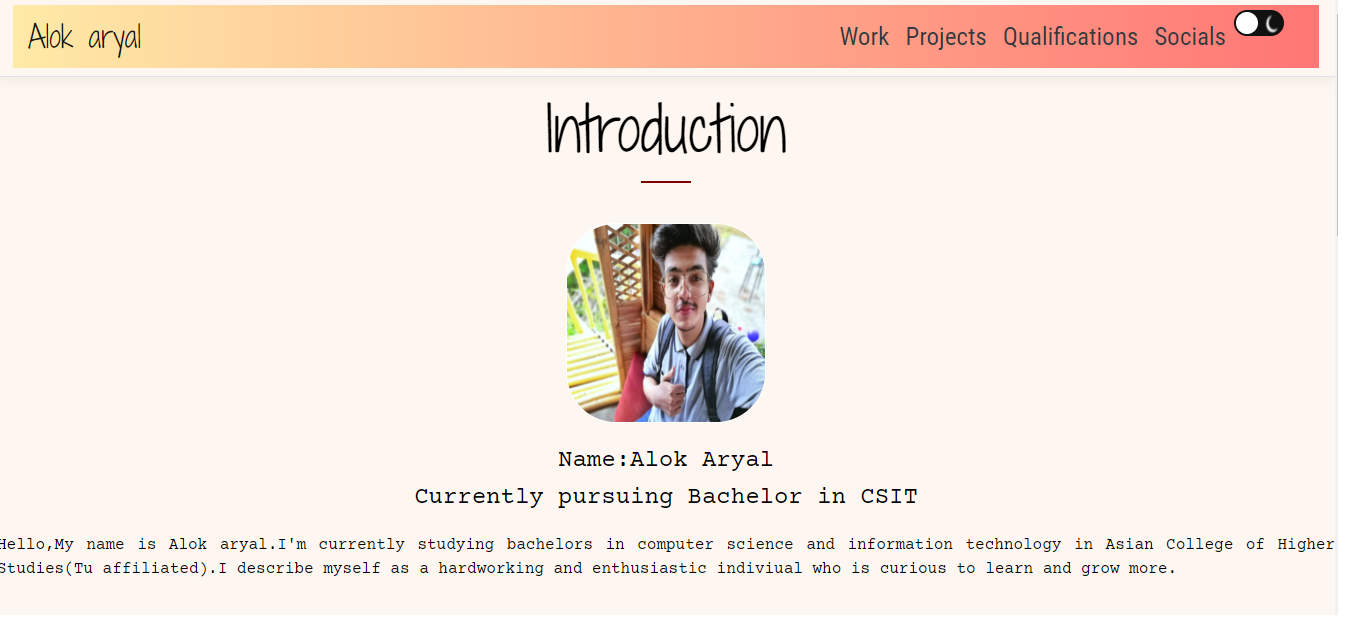 Alok aryal
Work Projects Qualifications Socials
Introduction
Name:Alok Aryal
Currently pursuing Bachelor in CSIT
Hello,My name is Alok aryal.I'm currently studying bachelors in computer science and information technology in Asian College of Higher
Studies(Tu affiliated).I describe myself as a hardworking and enthusiastic indiviual who is curious to learn and grow more.